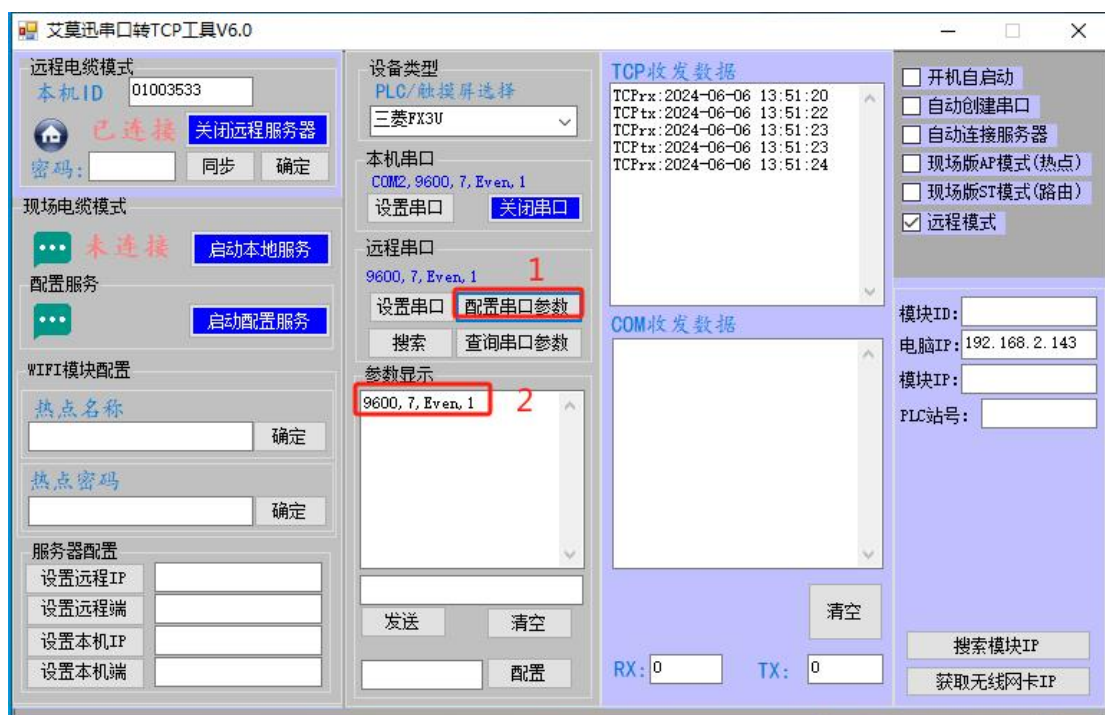 艾莫迅串口转TCP工具V6.0
远程电缆模式
本机ID 01003533
已连接 关闭远程服务器
密码: 同步 确定
现场电缆模式
未连接 启动本地服务
配置服务
启动配置服务
WIFI模块配置
热点名称
确定
热点密码
确定
服务器配置
设置远程IP
设置远程端
设置本机IP
设置本机端
设备类型
PLC/触摸屏选择
三菱FX3U
本机串口
COM2, 9600, 7, Even, 1
设置串口 关闭串口
远程串口
9600, 7, Even, 1
1
设置串口 配置串口参数
搜索 查询串口参数
参数显示
9600, 7, Even, 1
2
发送 清空
配置
TCP收发数据
TCPrx:2024-06-06 13:51:20
TCPtx:2024-06-06 13:51:22
TCPrx:2024-06-06 13:51:23
TCPtx:2024-06-06 13:51:23
TCPrx:2024-06-06 13:51:24
COM收发数据
清空
RX: 0 TX: 0
开机自启动
自动创建串口
自动连接服务器
现场版AP模式(热点)
现场版ST模式(路由)
远程模式
模块ID:
电脑IP: 192.168.2.143
模块IP:
PLC站号:
搜索模块IP
获取无线网卡IP